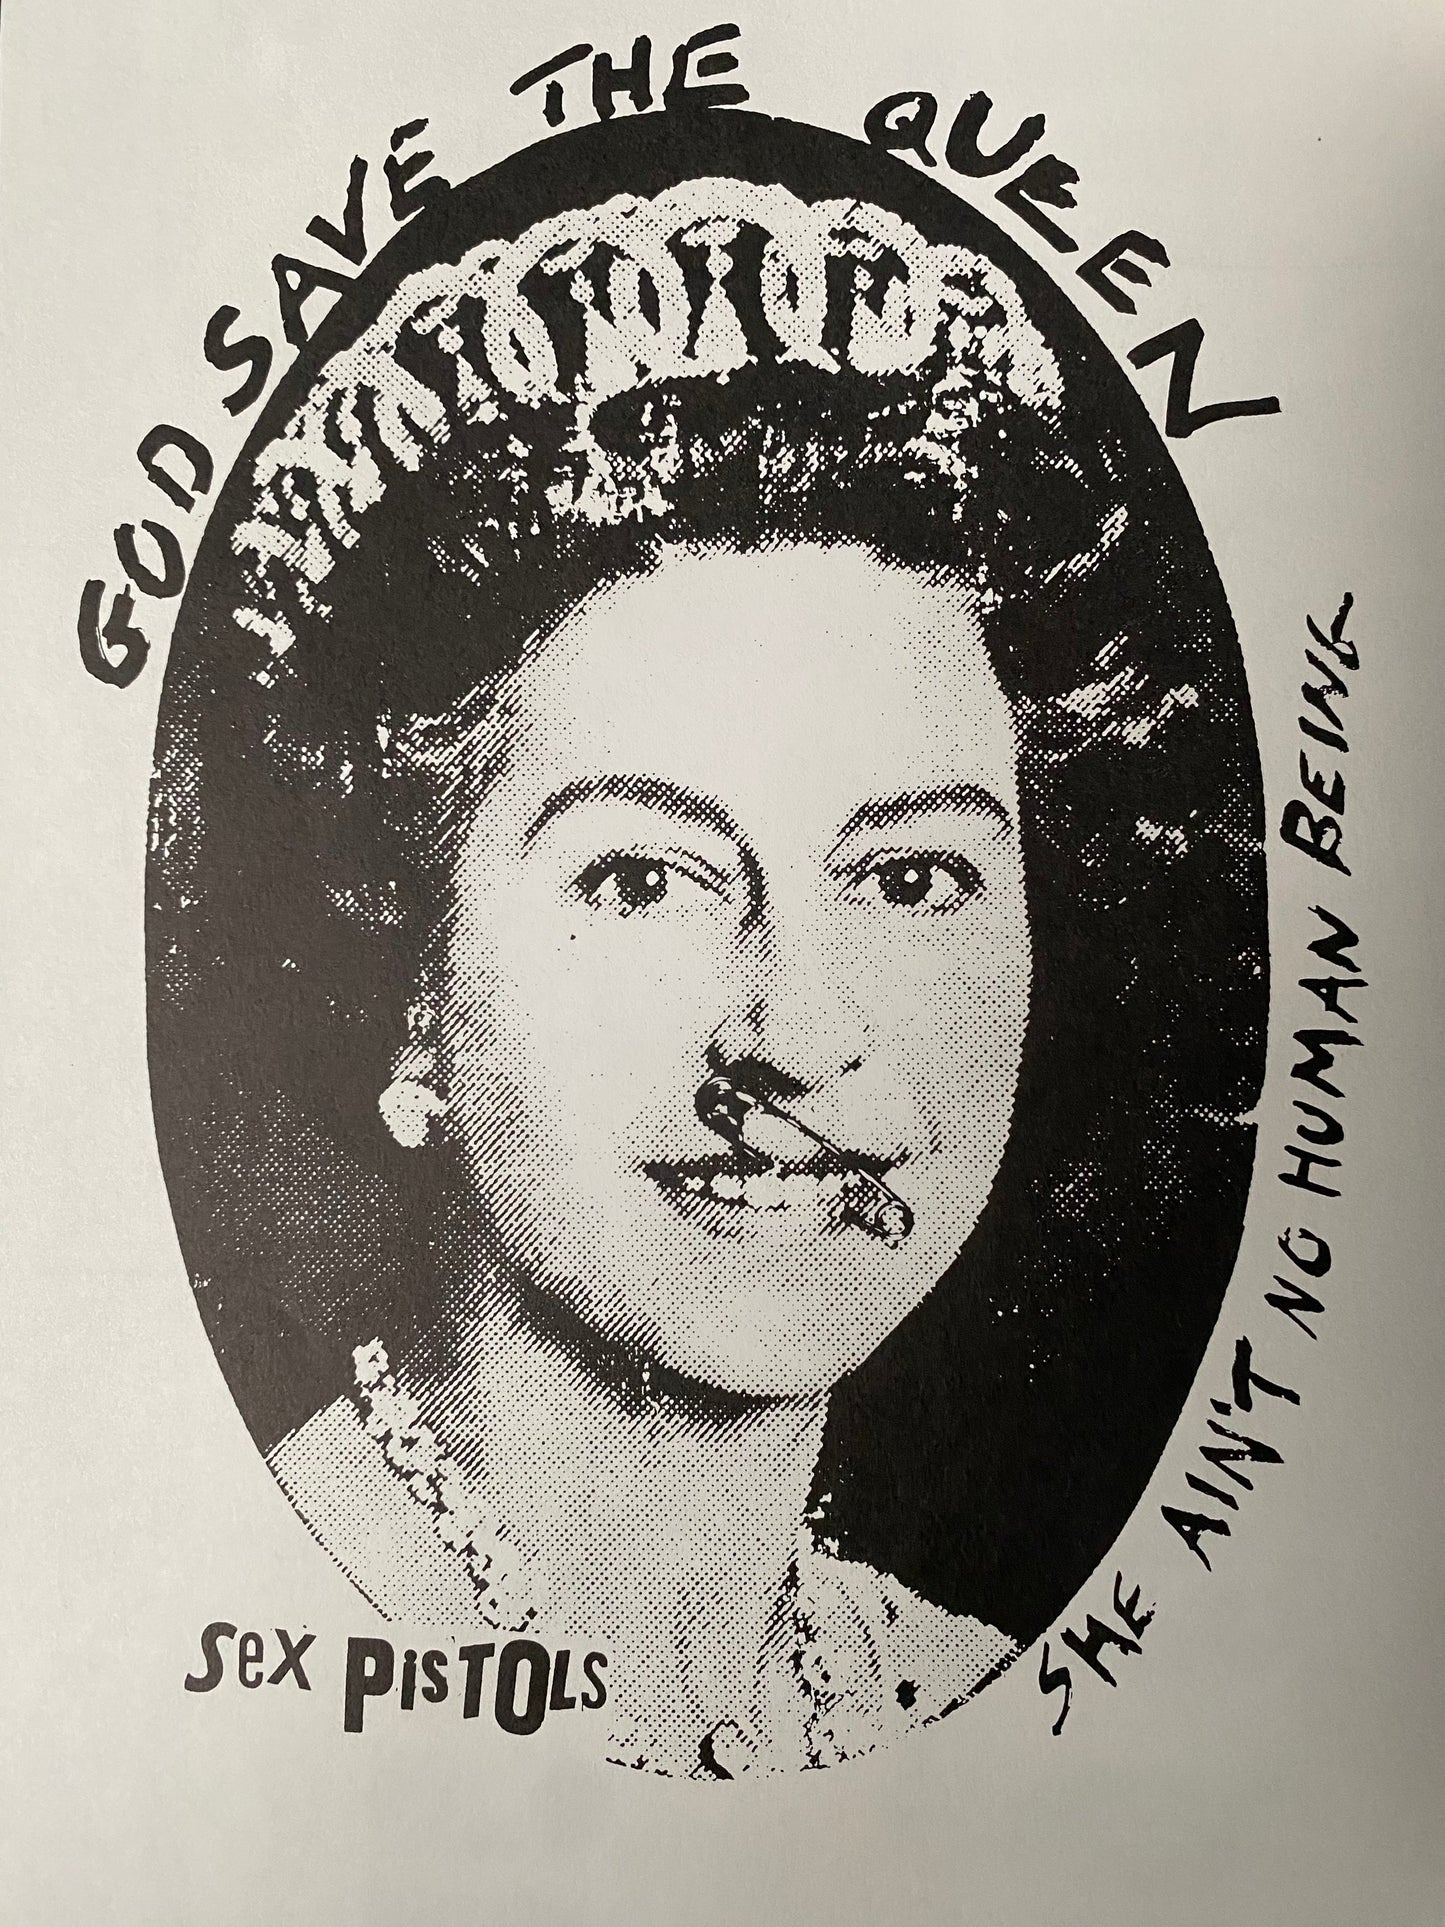 GOD SAVE THE QUEEN
SHE AIN'T NO HUMAN BEING
Sex PisTOLs